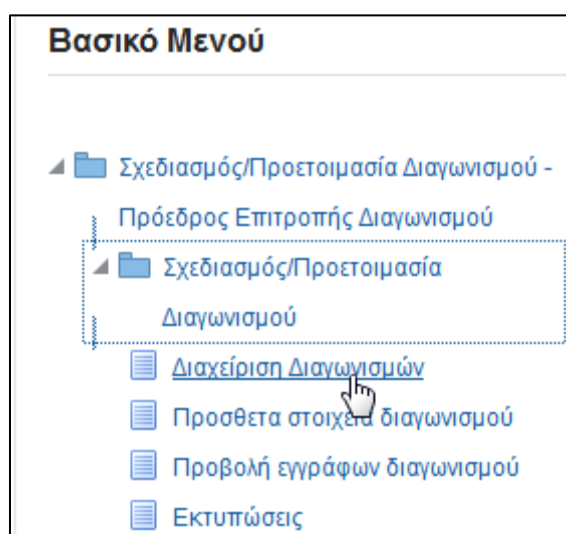 Βασικό Μενού
Σχεδιασμός/Προετοιμασία Διαγωνισμού -
Πρόεδρος Επιτροπής Διαγωνισμού
Σχεδιασμός/Προετοιμασία
Διαγωνισμού
Διαχείριση Διαγωνισμών
Προσθετα στοιχεία διαγωνισμού
Προβολή εγγράφων διαγωνισμού
Εκτυπώσεις